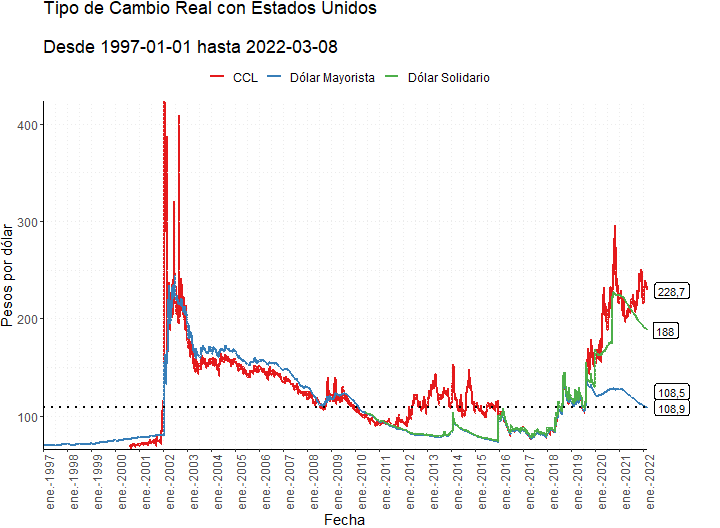 Tipo de Cambio Real con Estados Unidos
Desde 1997-01-01 hasta 2022-03-08
CCL Dólar Mayorista Dólar Solidario
Pesos por dólar
400
300
200
100
228,7
188
108,5
108,9
ene.-1997
ene.-1998
ene.-1999
ene.-2000
ene.-2001
ene.-2002
ene.-2003
ene.-2004
ene.-2005
ene.-2006
ene.-2007
ene.-2008
ene.-2009
ene.-2010
ene.-2011
ene.-2012
ene.-2013
ene.-2014
ene.-2015
ene.-2016
ene.-2017
ene.-2018
ene.-2019
ene.-2020
ene.-2021
ene.-2022
Fecha